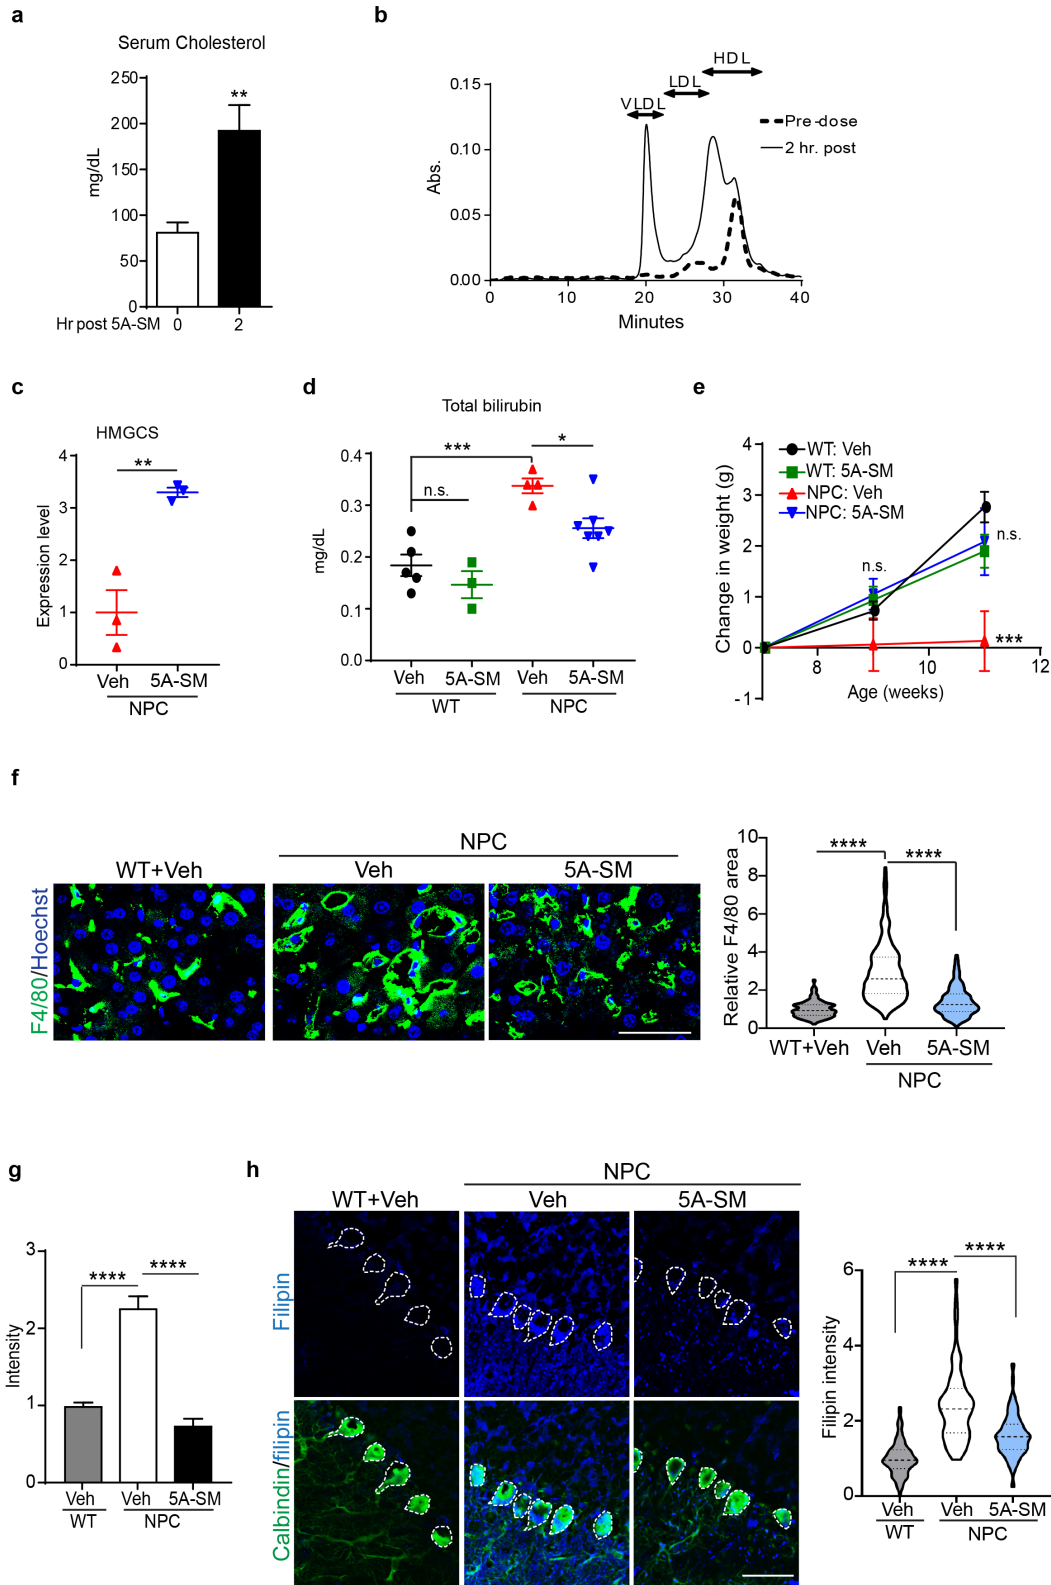 a
Serum Cholesterol
250
200
150
100
50
0
mg/dL
**
Hr post 5A-SM 0 2
b
0.15
0.10
0.05
0.00
Abs.
VLDL
LDL
HDL
Pre-dose
2 hr. post
0 10 20 30 40
Minutes
c
HMGCS
4
3
2
1
0
Expression level
**
Veh 5A-SM
NPC
d
Total bilirubin
0.4
0.3
0.2
0.1
0.0
mg/dL
***
*
n.s.
Veh 5A-SM Veh 5A-SM
WT NPC
e
4
3
2
1
0
-1
Change in weight (g)
WT: Veh
WT: 5A-SM
NPC: Veh
NPC: 5A-SM
n.s.
n.s.
***
8 10 12
Age (weeks)
f
NPC
WT+Veh Veh 5A-SM
F4/80/Hoechst
10
8
6
4
2
0
Relative F4/80 area
**** ****
WT+Veh Veh 5A-SM
NPC
g
3
2
1
0
Intensity
**** ****
Veh Veh 5A-SM
WT NPC
h
NPC
WT+Veh Veh 5A-SM
Filipin
Calbindin/filipin
6
4
2
0
Filipin intensity
**** ****
Veh Veh 5A-SM
WT NPC